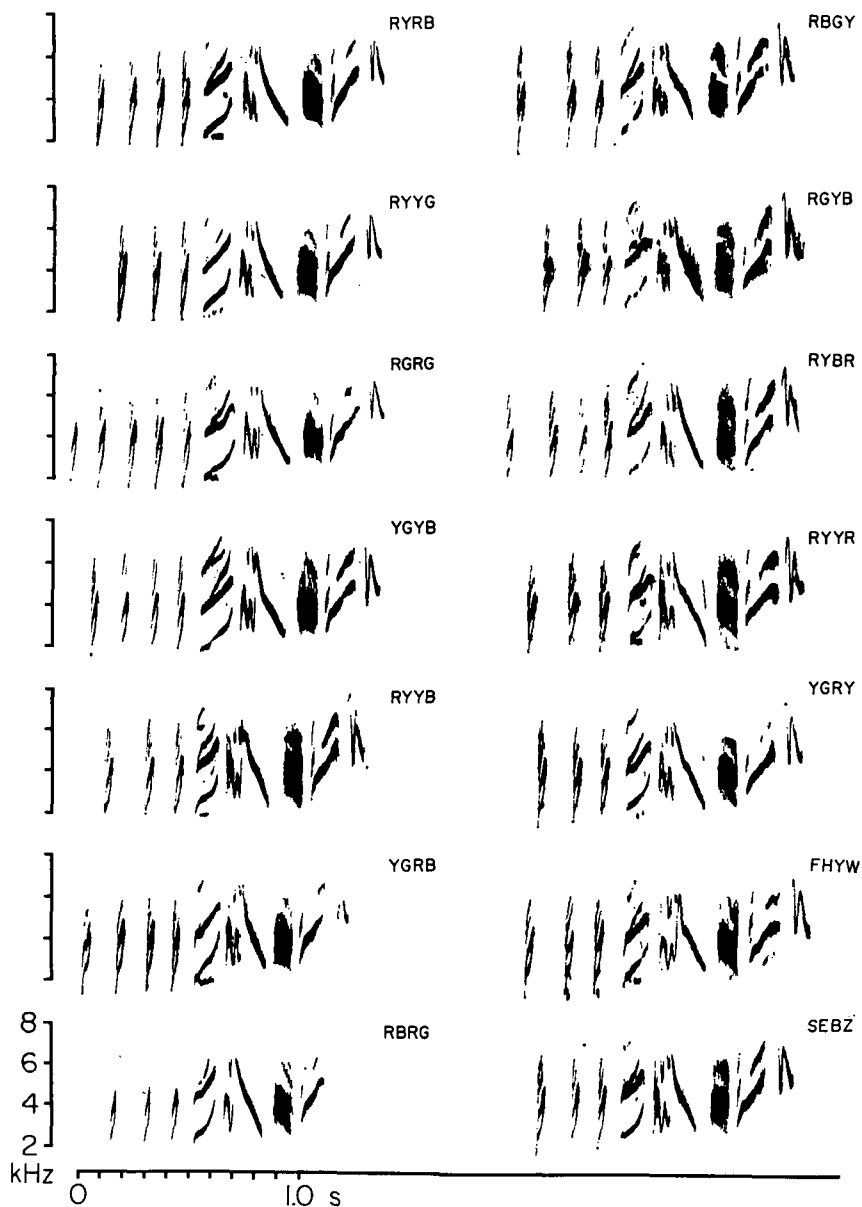 RYRB RBGY
RYYG RGYB
RGRG RYBR
YGYB RYYR
RYYB YGRY
YGRB FHYW
RBRG SEBZ
8
6
4
2
kHz
0 1.0 s